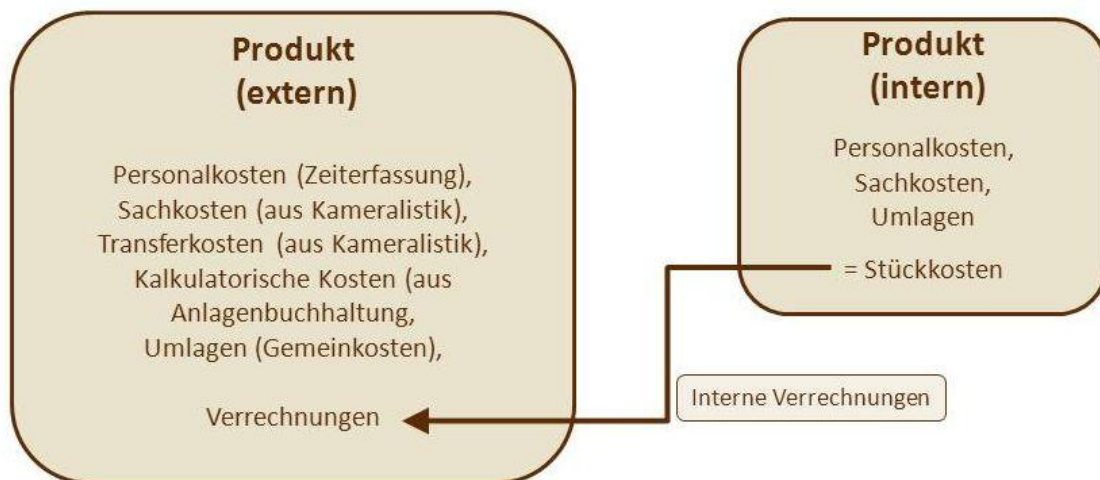 Produkt
(extern)
Personalkosten (Zeiterfassung),
Sachkosten (aus Kameralistik),
Transferkosten (aus Kameralistik),
Kalkulatorische Kosten (aus
Anlagenbuchhaltung,
Umlagen (Gemeinkosten),
Verrechnungen
Produkt
(intern)
Personalkosten,
Sachkosten,
Umlagen
= Stückkosten
Interne Verrechnungen